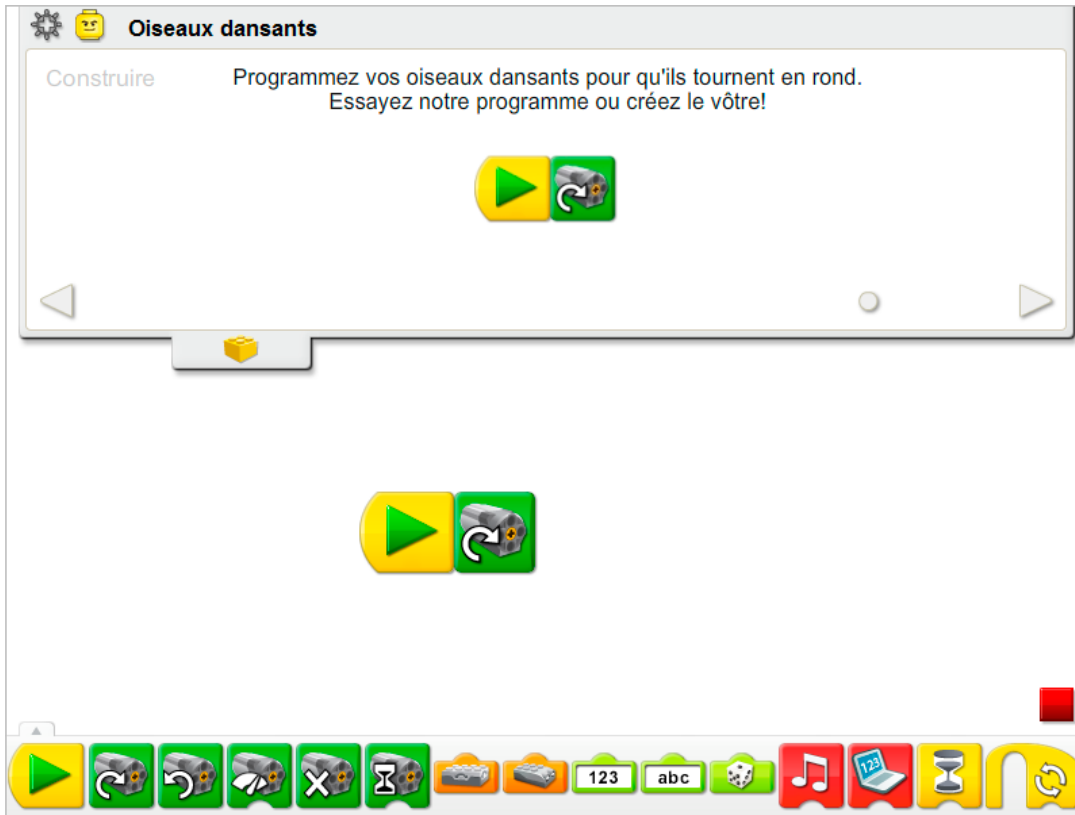 Oiseaux dansants
Construire
Programmez vos oiseaux dansants pour qu'ils tournent en rond.
Essayez notre programme ou créez le vôtre!
123
abc
123